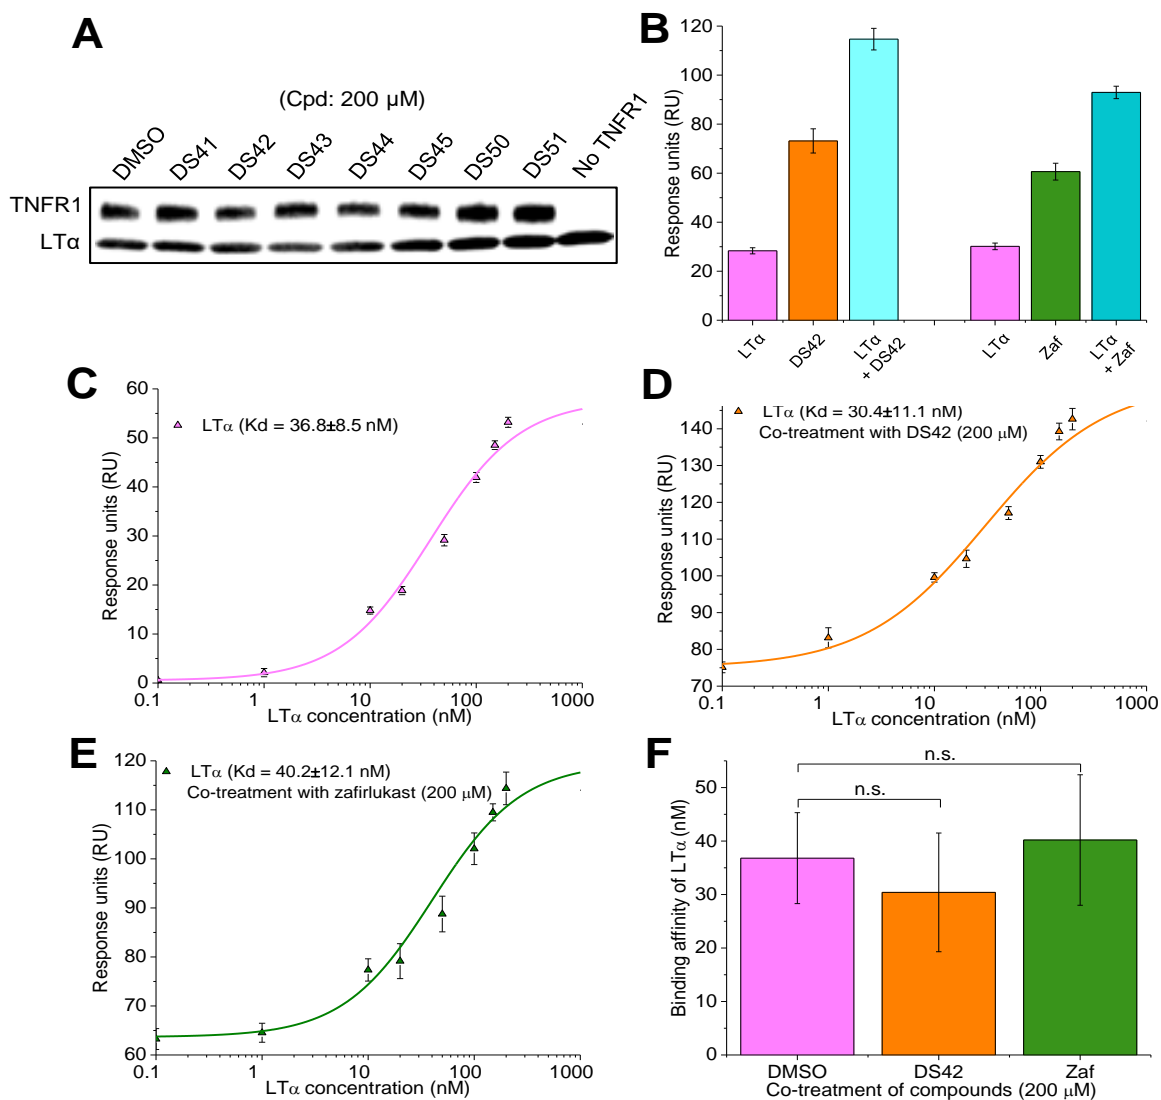 A
(Cpd: 200 µM)
DMSO
DS41
DS42
DS43
DS44
DS45
DS50
DS51
No TNFR1
TNFR1
LTα
B
Response units (RU)
120
100
80
60
40
20
0
LTα
DS42
LTα
+ DS42
LTα
Zaf
LTα
+ Zaf
C
LTα (Kd = 36.8±8.5 nM)
Response units (RU)
60
50
40
30
20
10
0
0.1
1
10
100
1000
LTα concentration (nM)
D
LTα (Kd = 30.4±11.1 nM)
Co-treatment with DS42 (200 µM)
Response units (RU)
140
130
120
110
100
90
80
70
0.1
1
10
100
1000
LTα concentration (nM)
E
LTα (Kd = 40.2±12.1 nM)
Co-treatment with zafirlukast (200 µM)
Response units (RU)
120
110
100
90
80
70
60
0.1
1
10
100
1000
LTα concentration (nM)
F
n.s.
n.s.
Binding affinity of LTα (nM)
50
40
30
20
10
0
DMSO
DS42
Zaf
Co-treatment of compounds (200 µM)